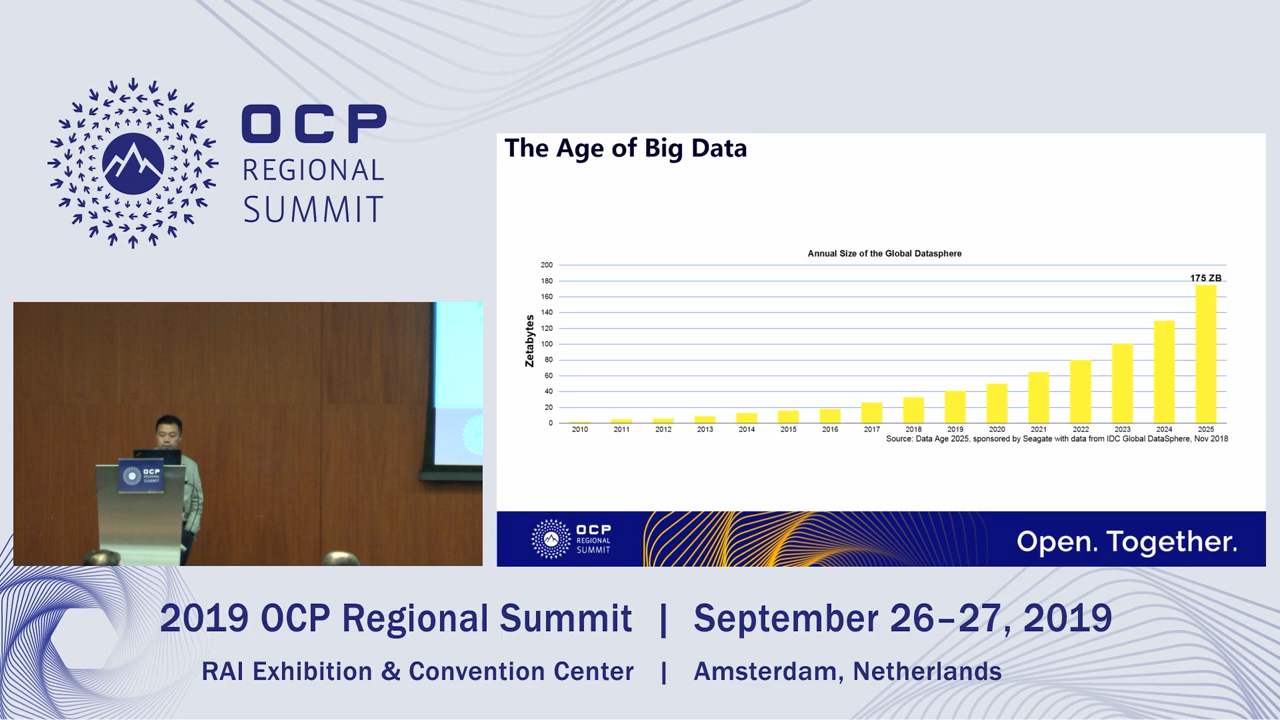 OCP
REGIONAL
SUMMIT
The Age of Big Data
Annual Size of the Global Datasphere
Zetabytes
200
180
160
140
120
100
80
60
40
20
0
175 ZB
2010 2011 2012 2013 2014 2015 2016 2017 2018 2019 2020 2021 2022 2023 2024 2025
Source: Data Age 2025, sponsored by Seagate with data from IDC Global DataSphere, Nov 2018
OCP
REGIONAL
SUMMIT
Open. Together.
OCP
REGIONAL
SUMMIT
2019 OCP Regional Summit | September 26–27, 2019
RAI Exhibition & Convention Center | Amsterdam, Netherlands